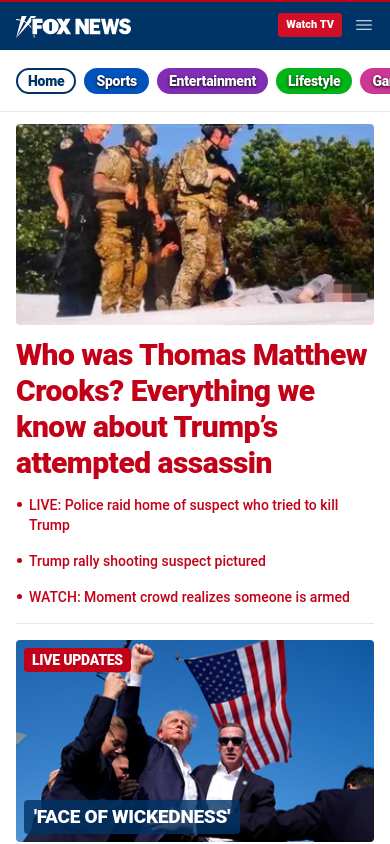 FOX NEWS
Watch TV
Home
Sports
Entertainment
Lifestyle
Who was Thomas Matthew
Crooks? Everything we
know about Trump’s
attempted assassin
LIVE: Police raid home of suspect who tried to kill
Trump
Trump rally shooting suspect pictured
WATCH: Moment crowd realizes someone is armed
LIVE UPDATES
'FACE OF WICKEDNESS'